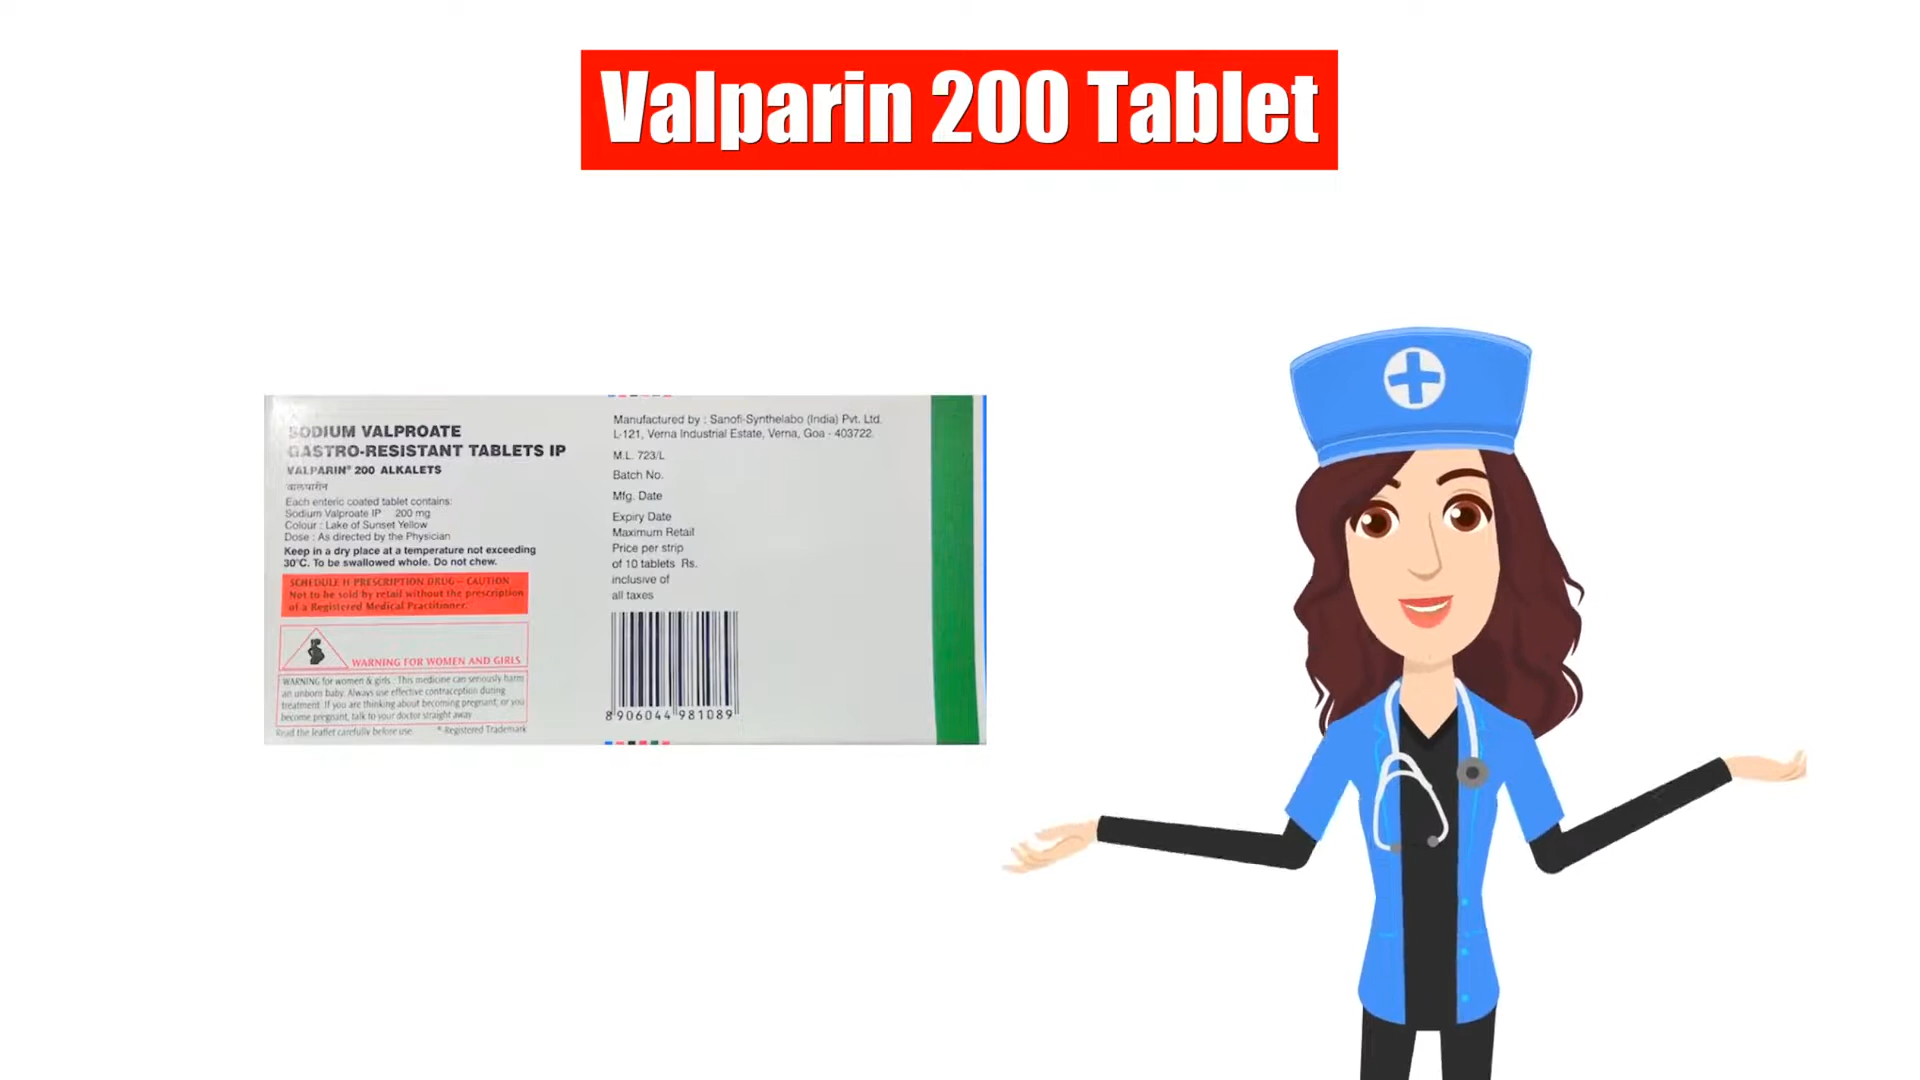 Valparin 200 Tablet
SODIUM VALPROATE
GASTRO-RESISTANT TABLETS IP
VALPARIN® 200 ALKALETS
वालपारीन
Each enteric coated tablet contains:
Sodium Valproate IP 200 mg
Colour : Lake of Sunset Yellow
Dose : As directed by the Physician
Keep in a dry place at a temperature not exceeding
30°C. To be swallowed whole. Do not chew.
SCHEDULE H PRESCRIPTION DRUG – CAUTION
Not to be sold by retail without the prescription
of a Registered Medical Practitioner.
WARNING FOR WOMEN AND GIRLS
WARNING for women & girls : This medicine can seriously harm
an unborn baby. Always use effective contraception during
treatment. If you are thinking about becoming pregnant, or you
become pregnant, talk to your doctor straight away
Read the leaflet carefully before use.
* Registered Trademark
Manufactured by : Sanofi-Synthelabo (India) Pvt. Ltd.
L-121, Verna Industrial Estate, Verna, Goa - 403722.
M.L. 723/L
Batch No.
Mfg. Date
Expiry Date
Maximum Retail
Price per strip
of 10 tablets Rs.
inclusive of
all taxes
8 906044 981089